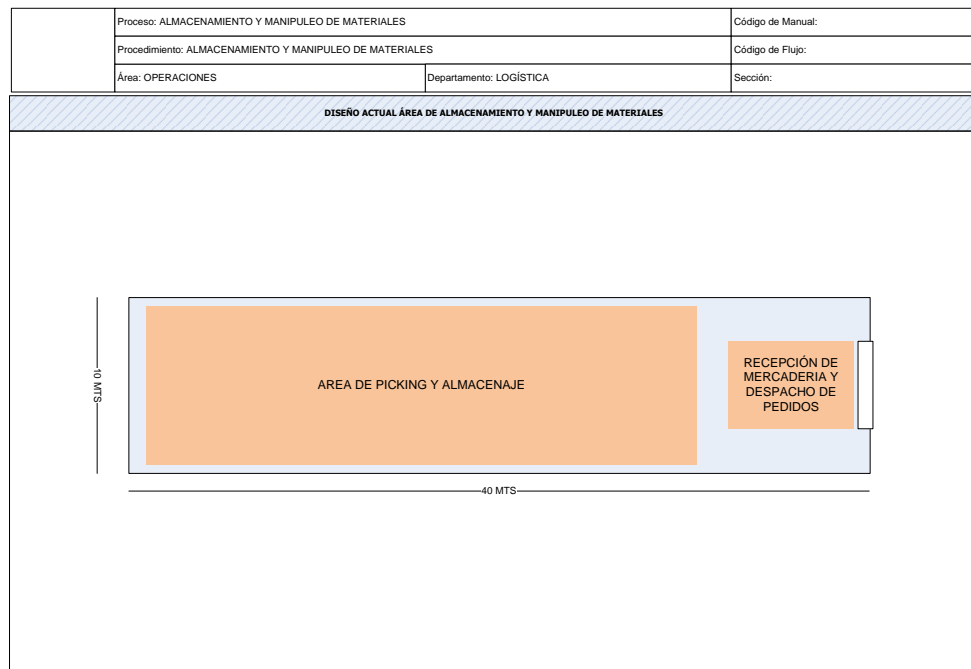 Proceso: ALMACENAMIENTO Y MANIPULEO DE MATERIALES
Código de Manual:
Procedimiento: ALMACENAMIENTO Y MANIPULEO DE MATERIALES
Código de Flujo:
Área: OPERACIONES
Departamento: LOGÍSTICA
Sección:
DISEÑO ACTUAL ÁREA DE ALMACENAMIENTO Y MANIPULEO DE MATERIALES
10 MTS
AREA DE PICKING Y ALMACENAJE
RECEPCIÓN DE
MERCADERIA Y
DESPACHO DE
PEDIDOS
40 MTS